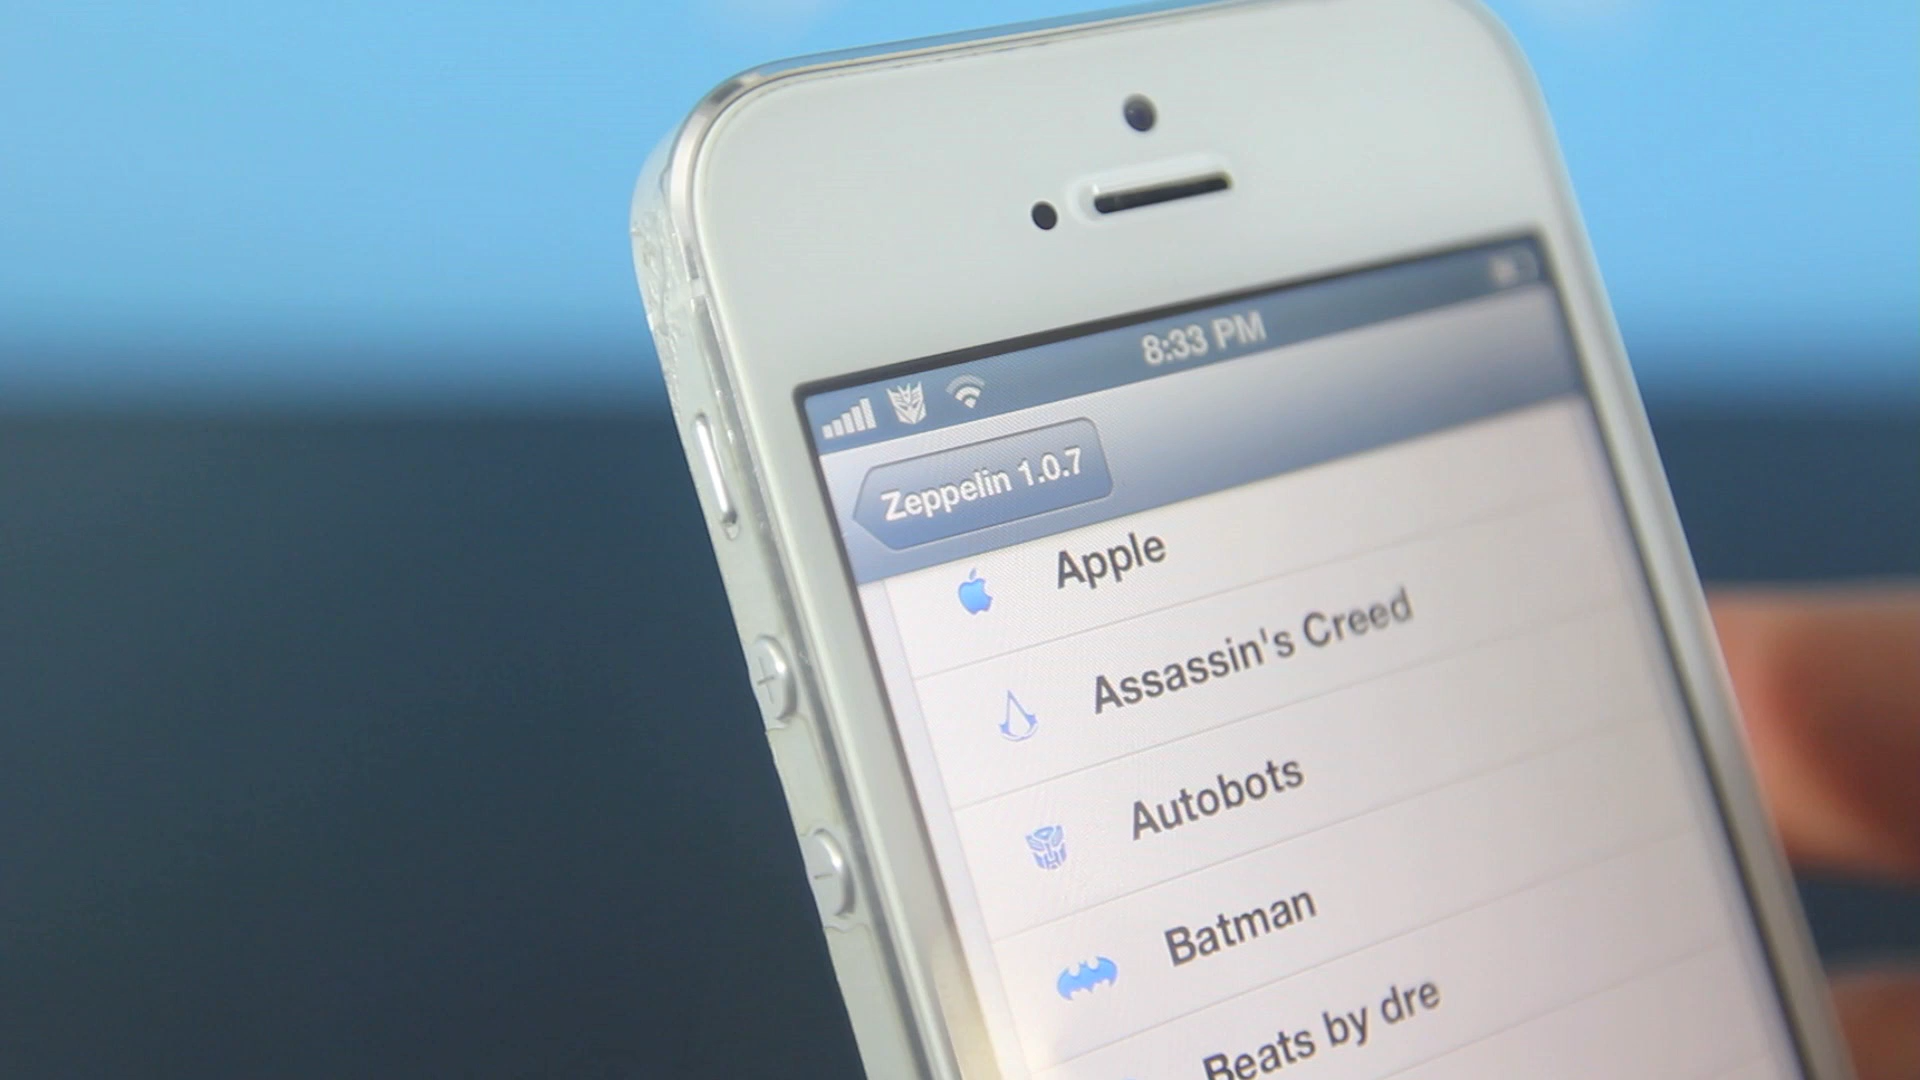 8:33 PM
Zeppelin 1.0.7
Apple
Assassin's Creed
Autobots
Batman
Beats by dre